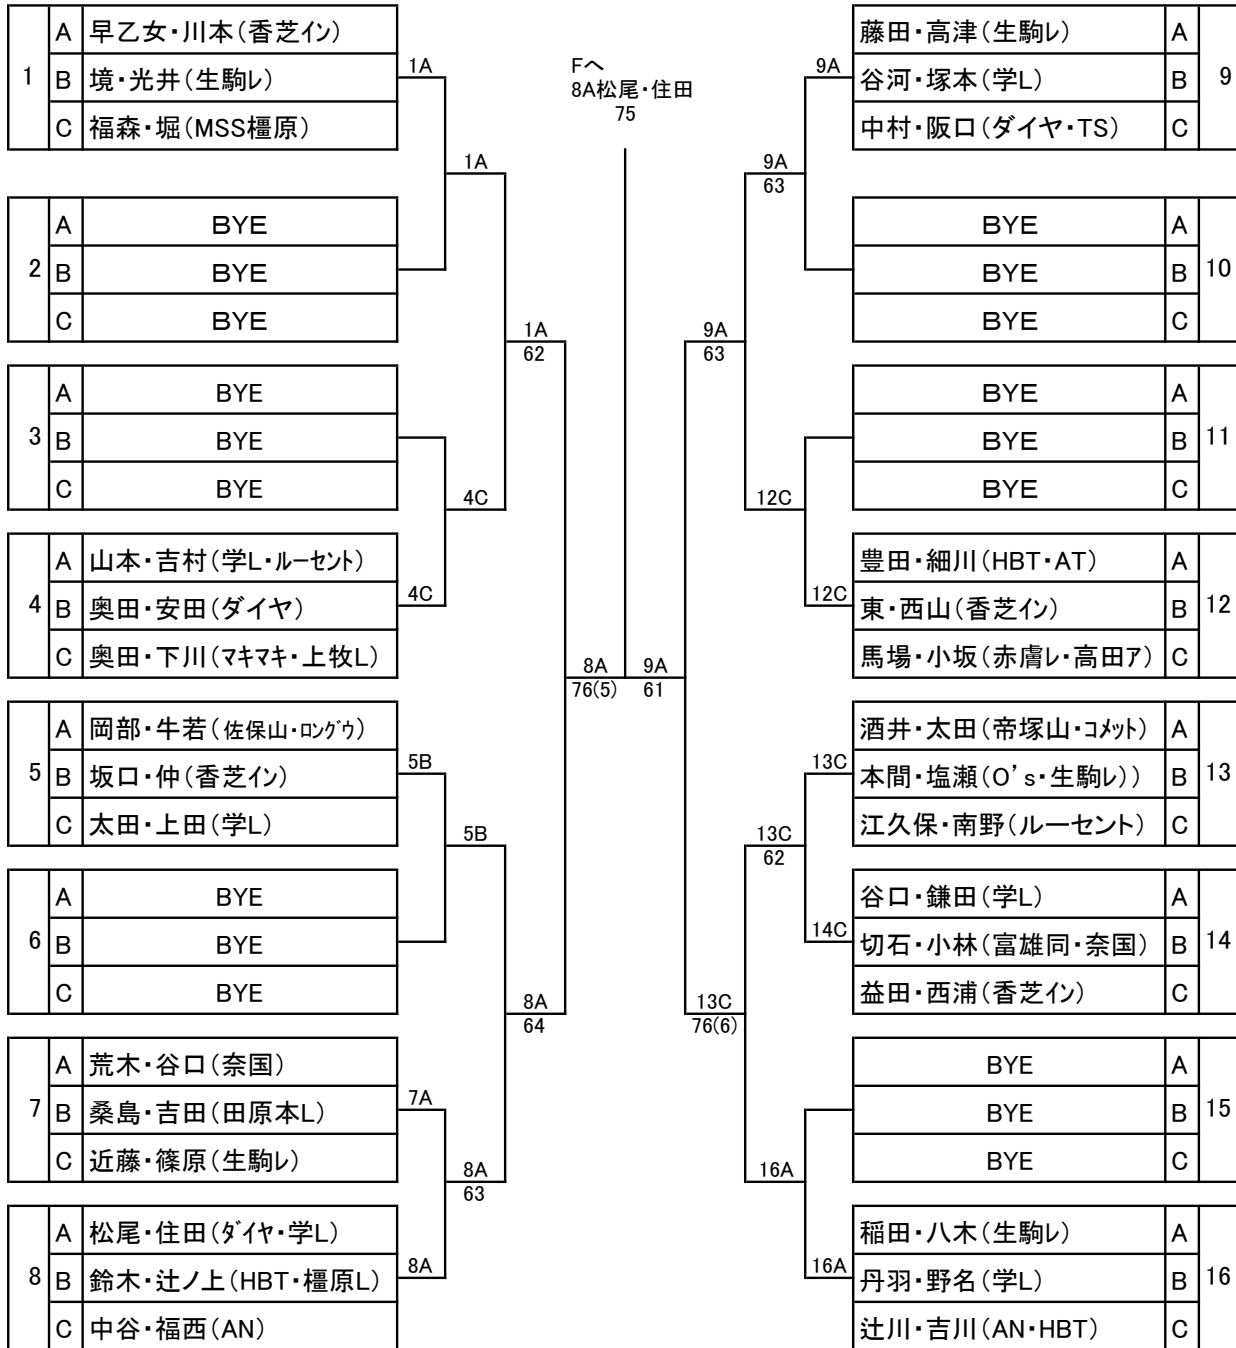 1
A 早乙女・川本(香芝イン)
B 境・光井(生駒レ)
C 福森・堀(MSS橿原)
2
A BYE
B BYE
C BYE
3
A BYE
B BYE
C BYE
4
A 山本・吉村(学L・ルーセント)
B 奥田・安田(ダイヤ)
C 奥田・下川(マキマキ・上牧L)
5
A 岡部・牛若(佐保山・ロングウ)
B 坂口・仲(香芝イン)
C 太田・上田(学L)
6
A BYE
B BYE
C BYE
7
A 荒木・谷口(奈国)
B 桑島・吉田(田原本L)
C 近藤・篠原(生駒レ)
8
A 松尾・住田(ダイヤ・学L)
B 鈴木・辻ノ上(HBT・橿原L)
C 中谷・福西(AN)
1A
4C
5B
7A
8A
1A
4C
5B
8A
63
1A
62
8A
64
8A
76(5)
Fへ
8A松尾・住田
75
9A
61
9A
63
13C
76(6)
9A
63
12C
13C
62
16A
9A
12C
13C
14C
16A
藤田・高津(生駒レ) A
谷河・塚本(学L) B
中村・阪口(ダイヤ・TS) C
9
BYE A
BYE B
BYE C
10
BYE A
BYE B
BYE C
11
豊田・細川(HBT・AT) A
東・西山(香芝イン) B
馬場・小坂(赤膚レ・高田ア) C
12
酒井・太田(帝塚山・コメット) A
本間・塩瀬(O's・生駒レ)) B
江久保・南野(ルーセント) C
13
谷口・鎌田(学L) A
切石・小林(富雄同・奈国) B
益田・西浦(香芝イン) C
14
BYE A
BYE B
BYE C
15
稲田・八木(生駒レ) A
丹羽・野名(学L) B
辻川・吉川(AN・HBT) C
16